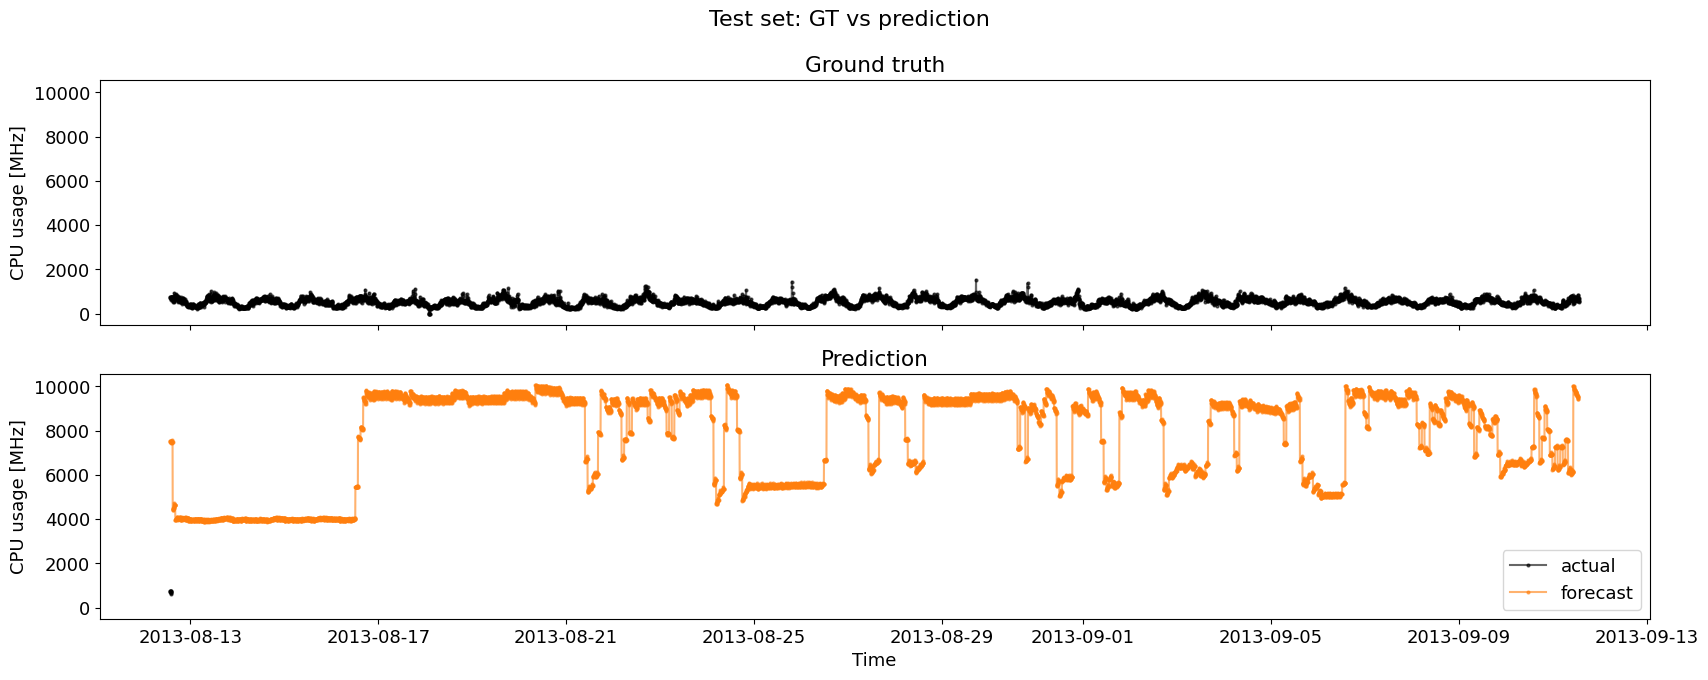 Test set: GT vs prediction
Ground truth
10000
8000
6000
4000
2000
0
CPU usage [MHz]
Prediction
10000
8000
6000
4000
2000
0
CPU usage [MHz]
actual
forecast
2013-08-13 2013-08-17 2013-08-21 2013-08-25 2013-08-29 2013-09-01 2013-09-05 2013-09-09 2013-09-13
Time